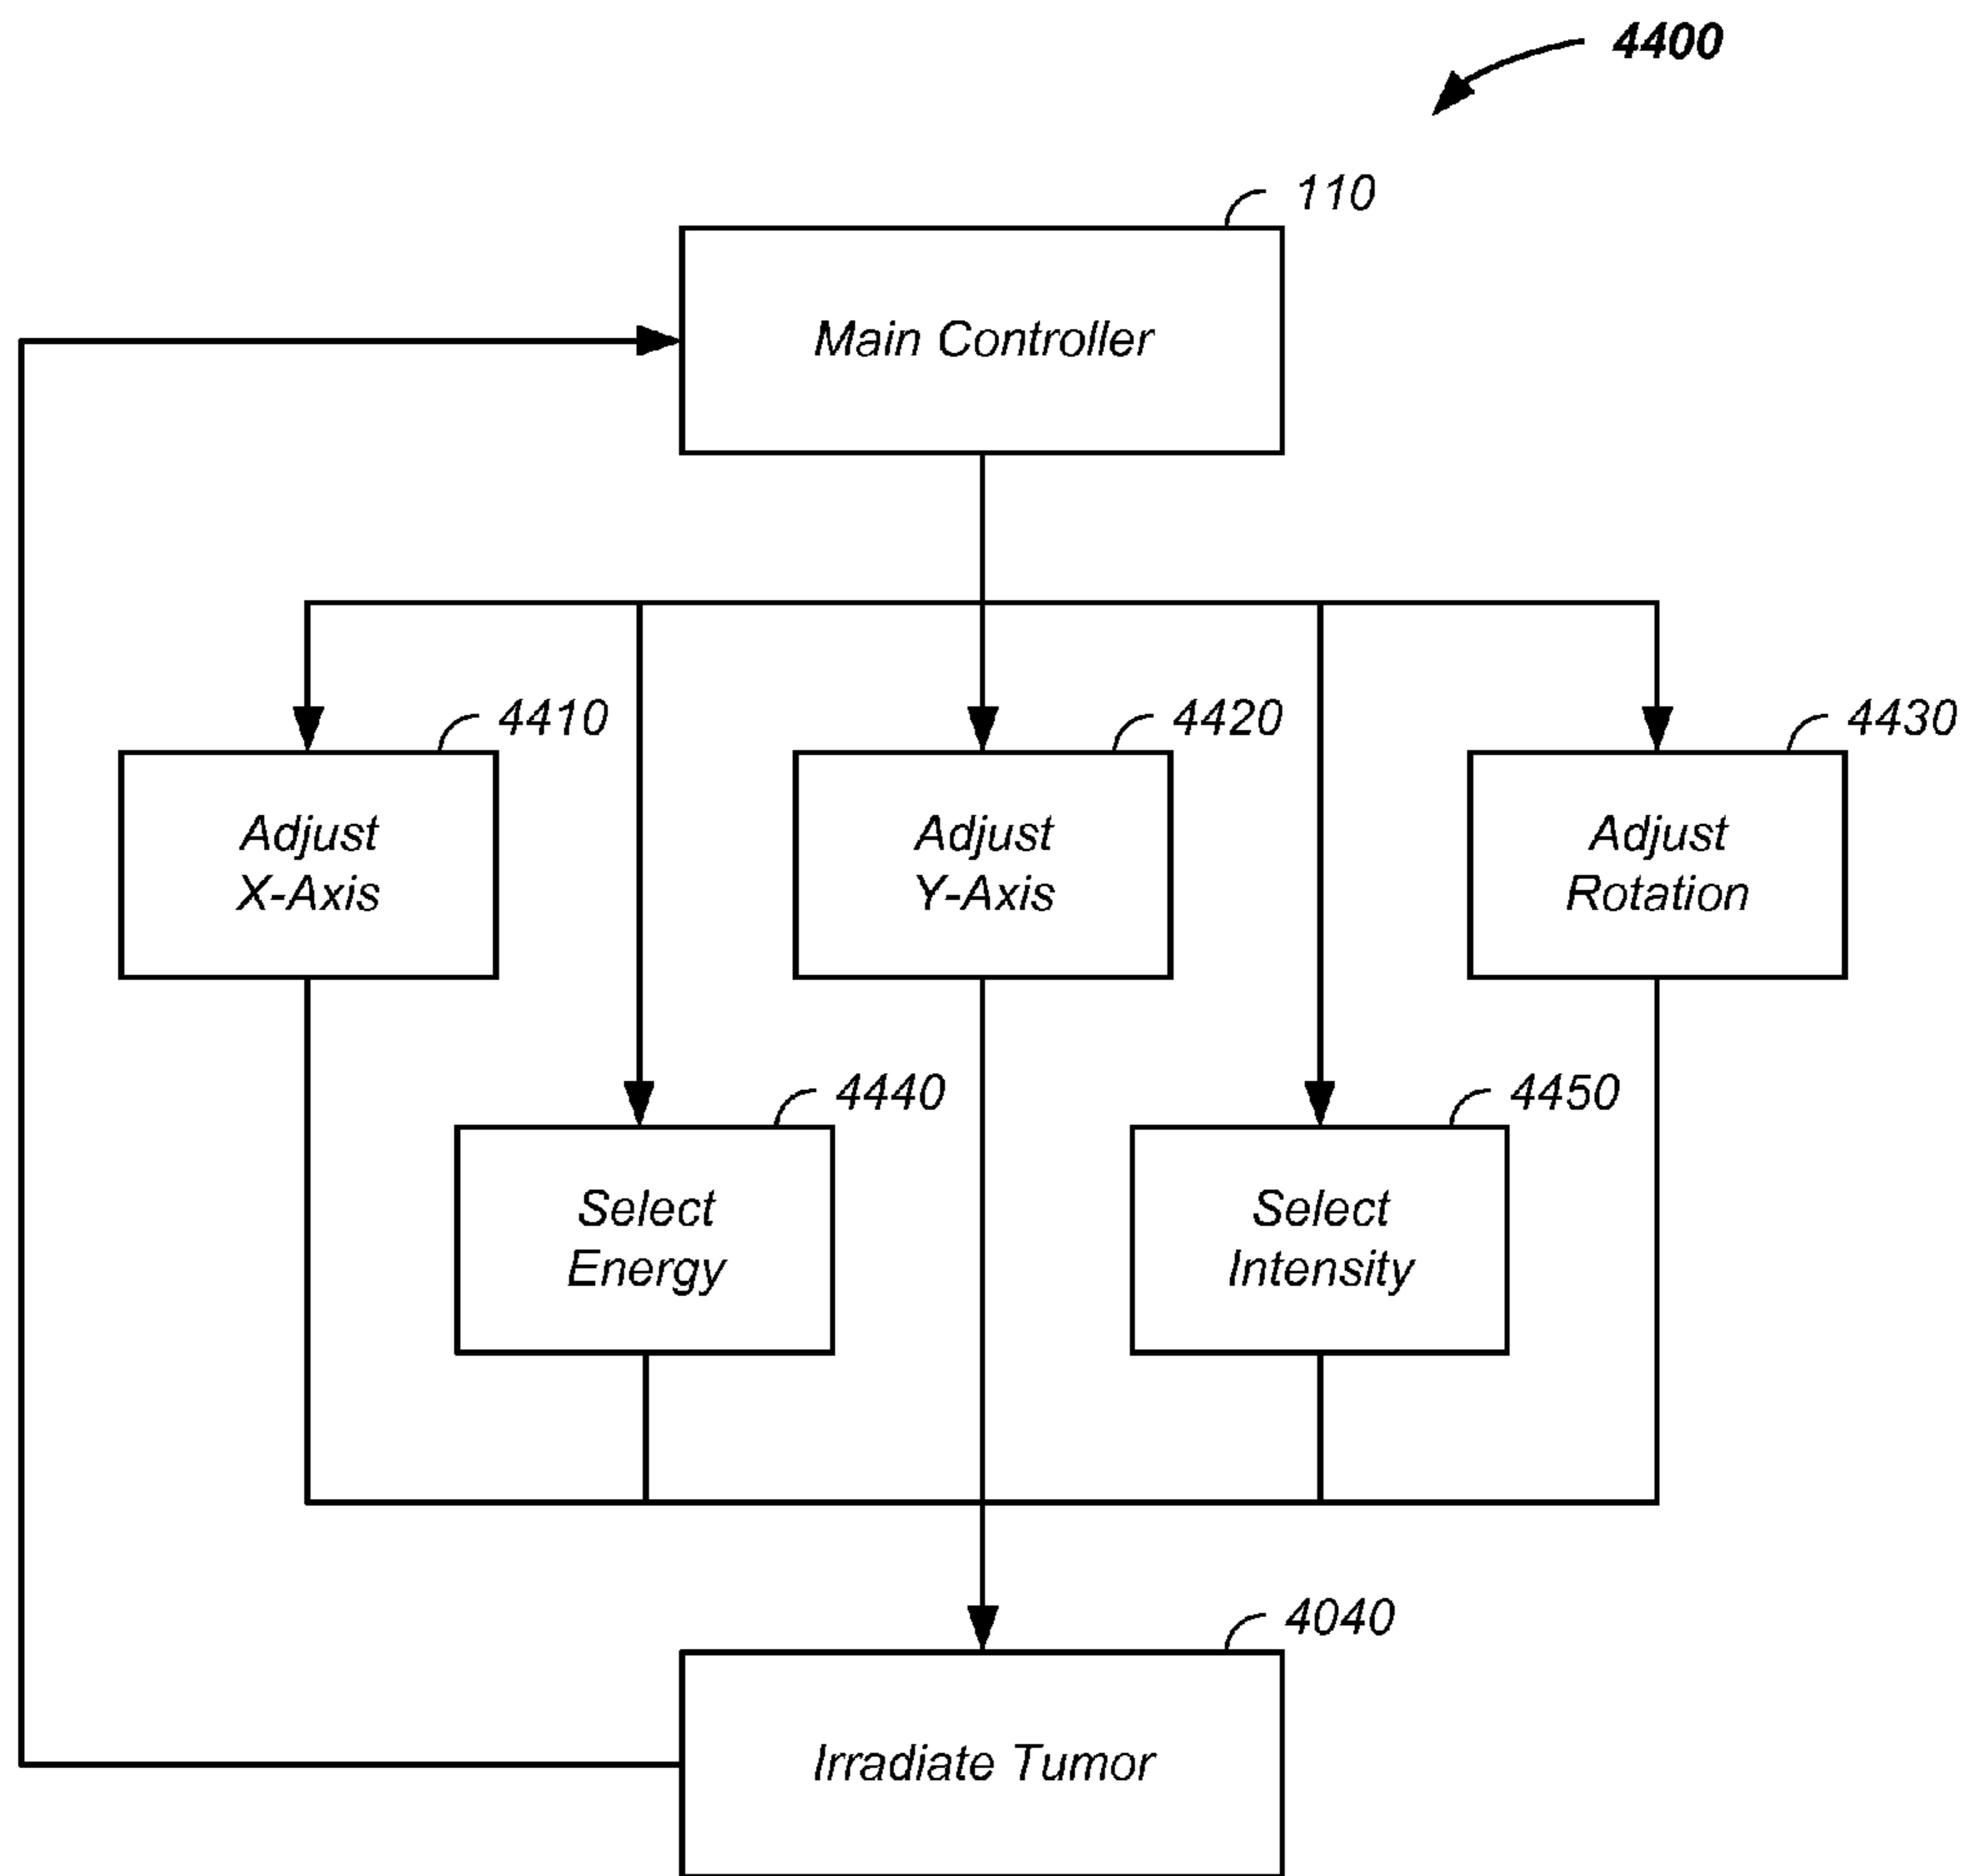 4400
110
Main Controller
4410
4420
4430
Adjust
X-Axis
Adjust
Y-Axis
Adjust
Rotation
4440
4450
Select
Energy
Select
Intensity
4040
Irradiate Tumor